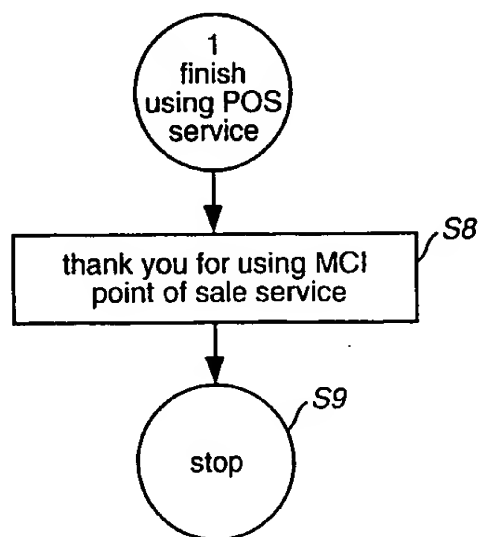 1
finish
using POS
service
S8
thank you for using MCI
point of sale service
S9
stop